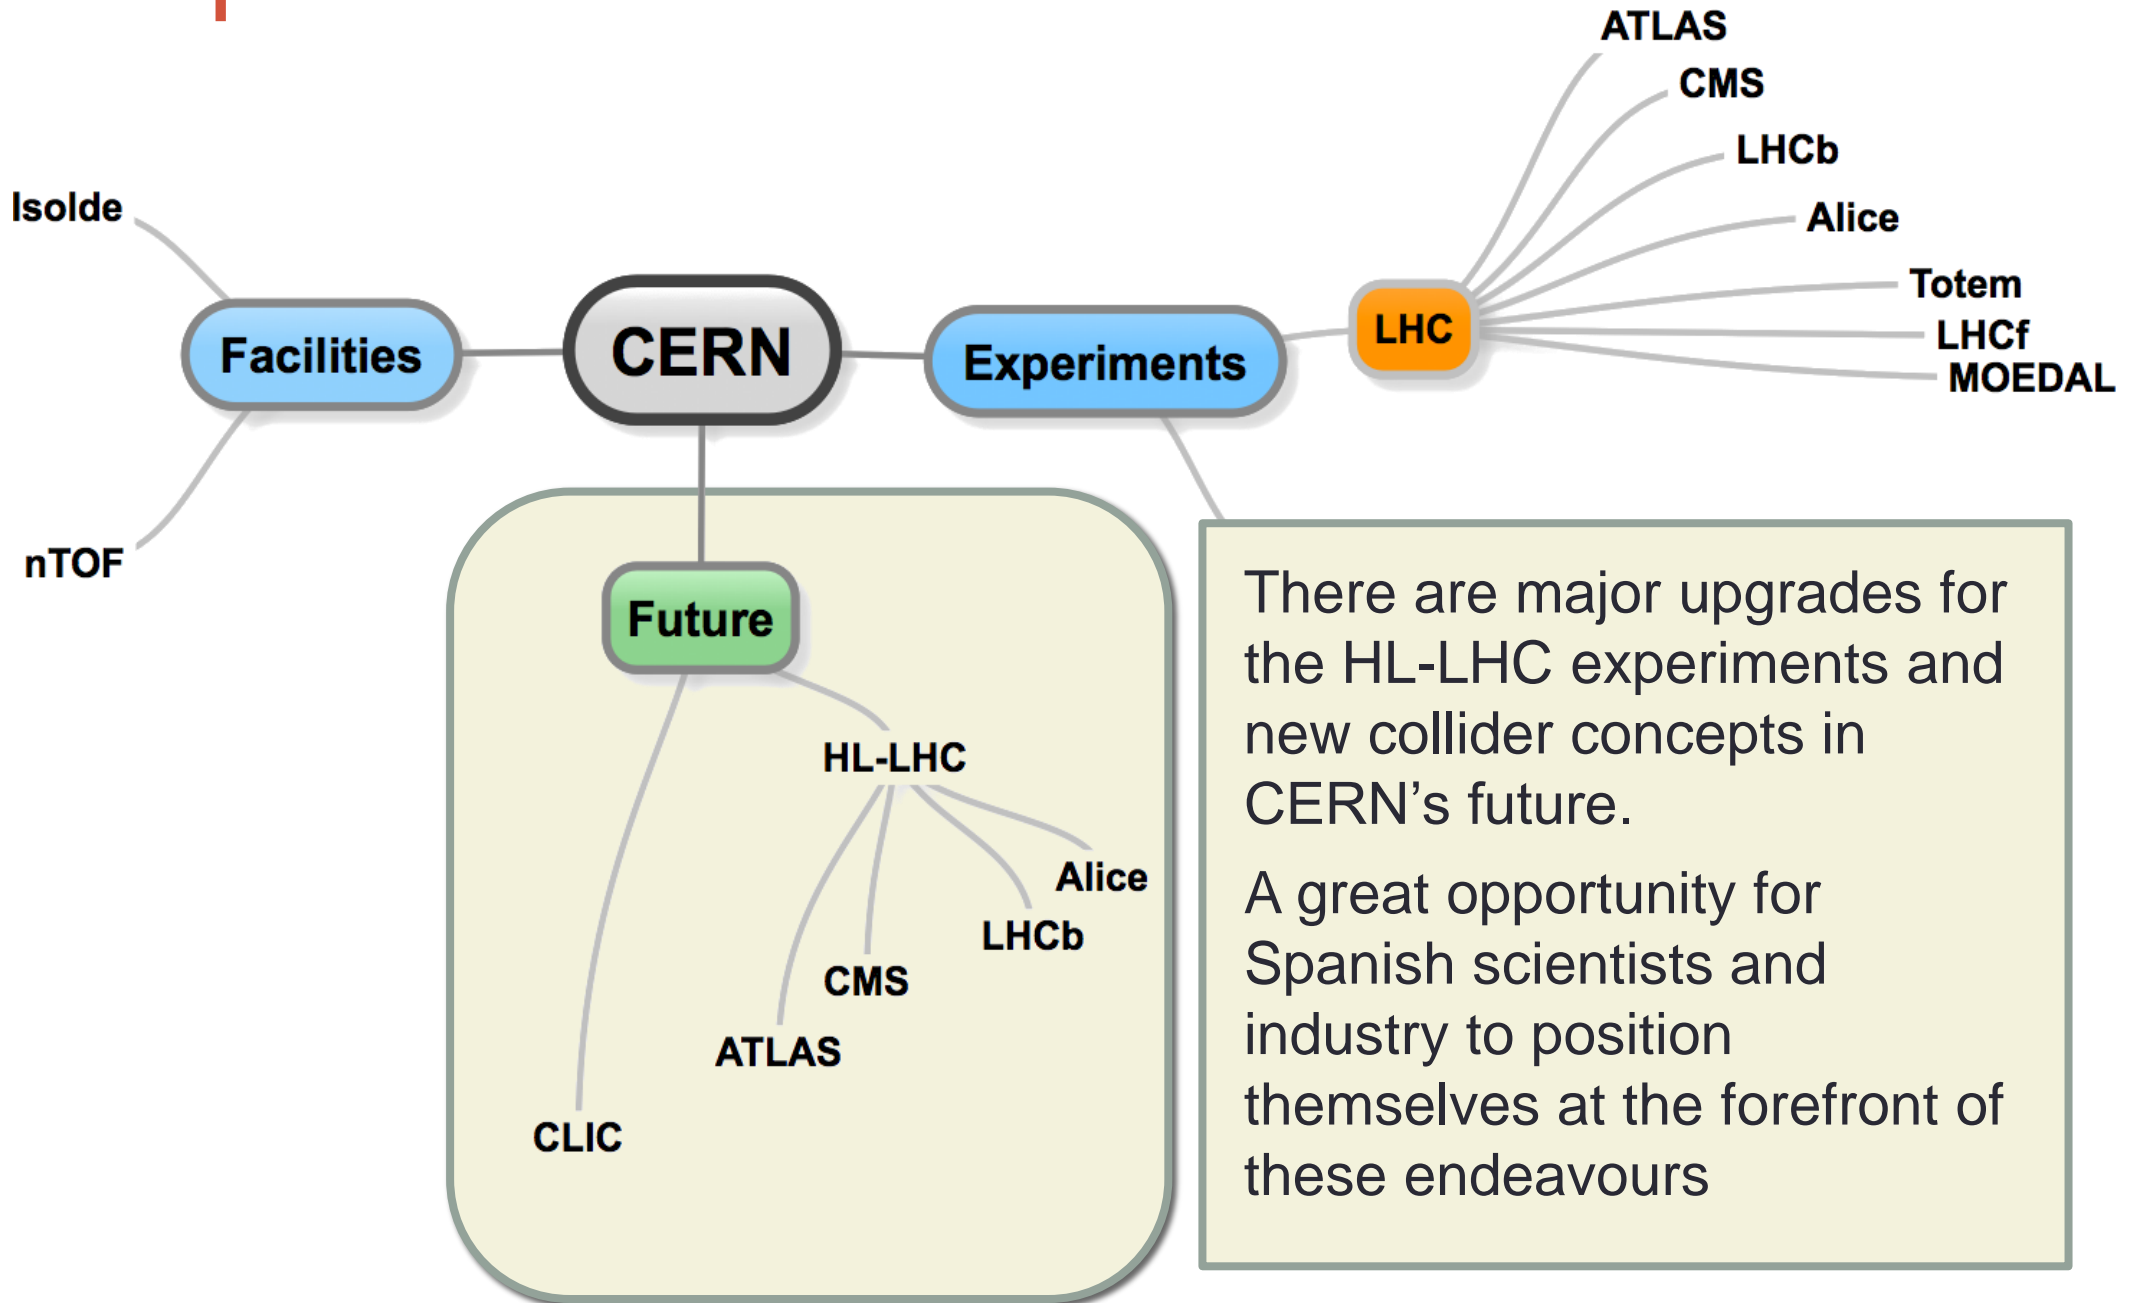 ATLAS
CMS
LHCb
Alice
Totem
LHCf
MOEDAL
Isolde
Facilities
CERN
Experiments
LHC
nTOF
Future
HL-LHC
Alice
LHCb
CMS
ATLAS
CLIC
There are major upgrades for
the HL-LHC experiments and
new collider concepts in
CERN’s future.
A great opportunity for
Spanish scientists and
industry to position
themselves at the forefront of
these endeavours